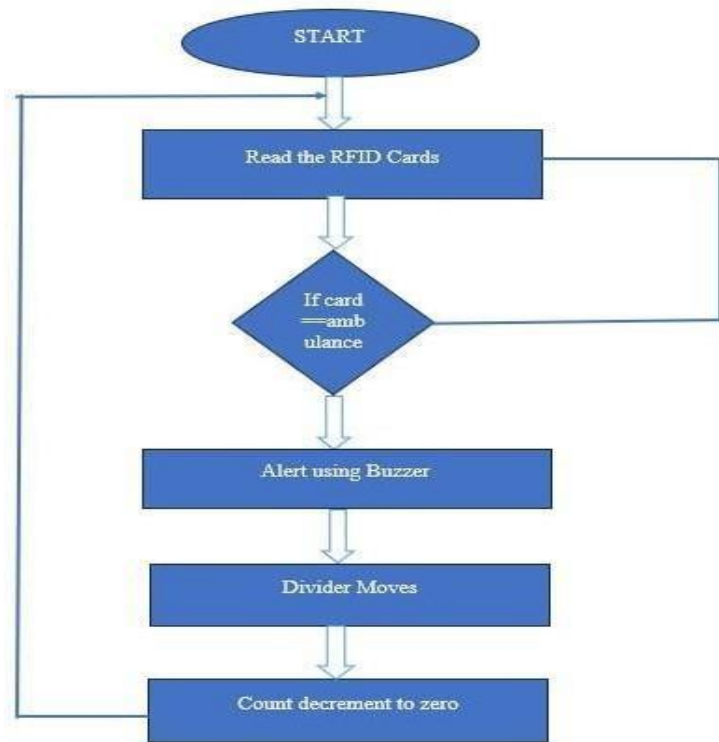 START
Read the RFID Cards
If card
==amb
ulance
Alert using Buzzer
Divider Moves
Count decrement to zero